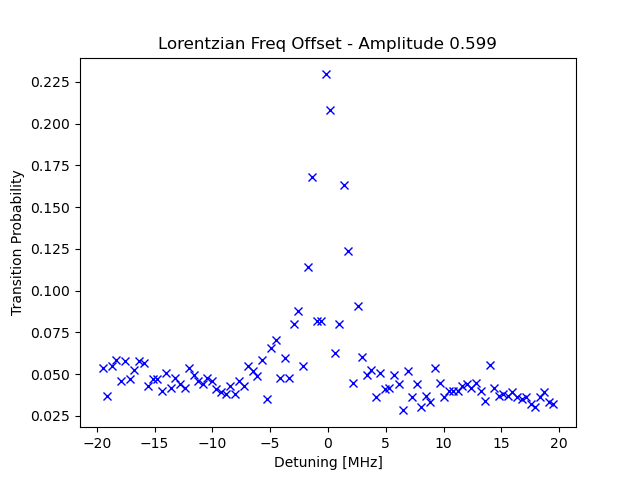 Lorentzian Freq Offset - Amplitude 0.599
Transition Probability
0.225
0.200
0.175
0.150
0.125
0.100
0.075
0.050
0.025
−20 −15 −10 −5 0 5 10 15 20
Detuning [MHz]